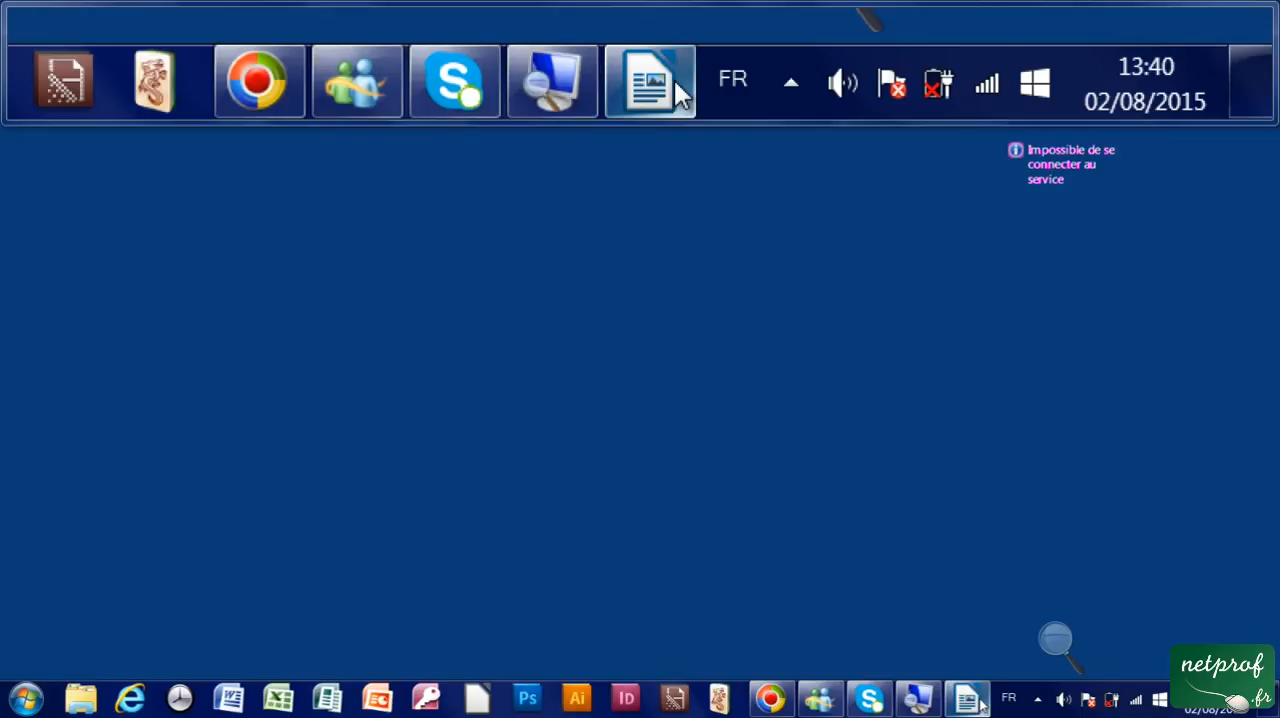 FR
13:40
02/08/2015
Impossible de se
connecter au
service
Ps
Ai
ID
FR
netprof
.fr